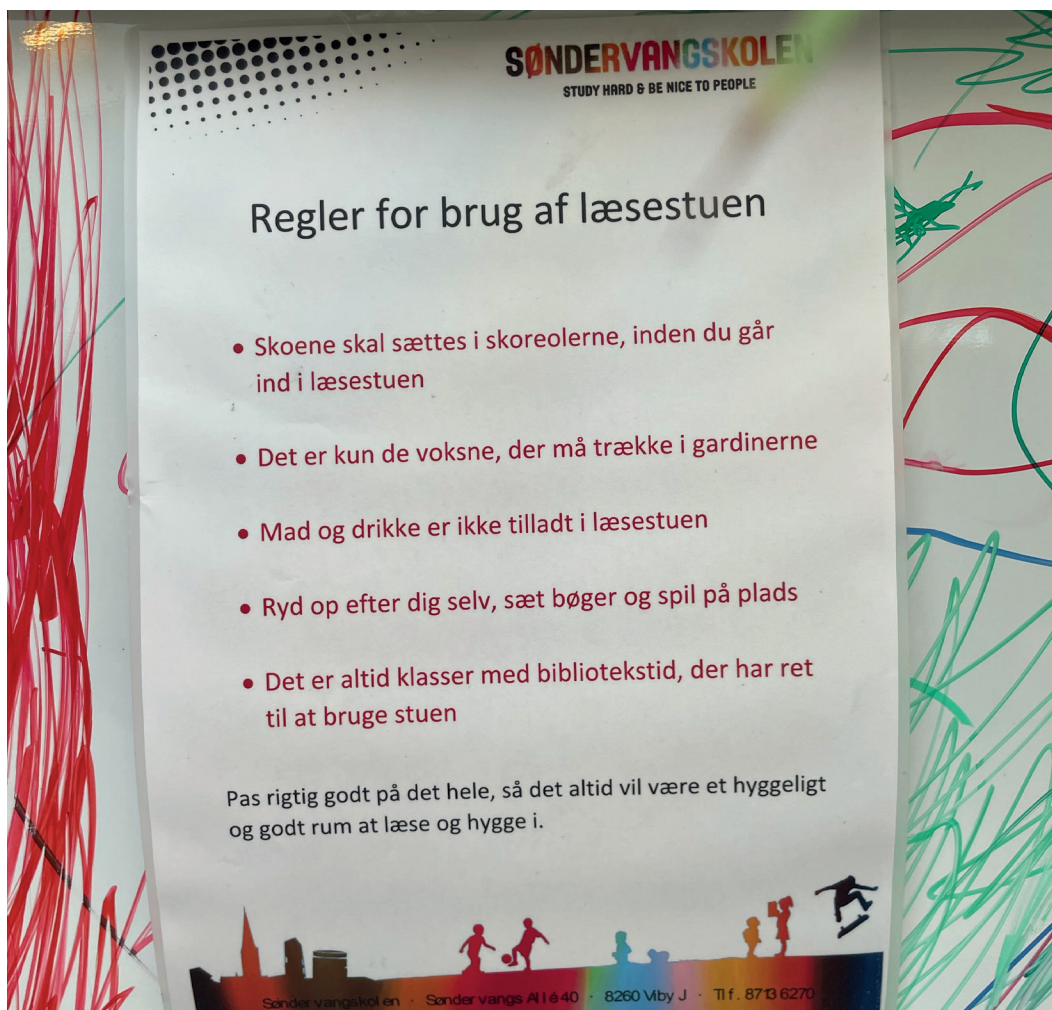 SØNDERVANGSKOLEN
STUDY HARD & BE NICE TO PEOPLE
Regler for brug af læsestuen
• Skoene skal sættes i skoreolerne, inden du går
ind i læsestuen
• Det er kun de voksne, der må trække i gardinerne
• Mad og drikke er ikke tilladt i læsestuen
• Ryd op efter dig selv, sæt bøger og spil på plads
• Det er altid klasser med bibliotekstid, der har ret
til at bruge stuen
Pas rigtig godt på det hele, så det altid vil være et hyggeligt
og godt rum at læse og hygge i.
Søndervangskolen · Søndervangs Allé 40 · 8260 Viby J · Tlf. 8713 6270